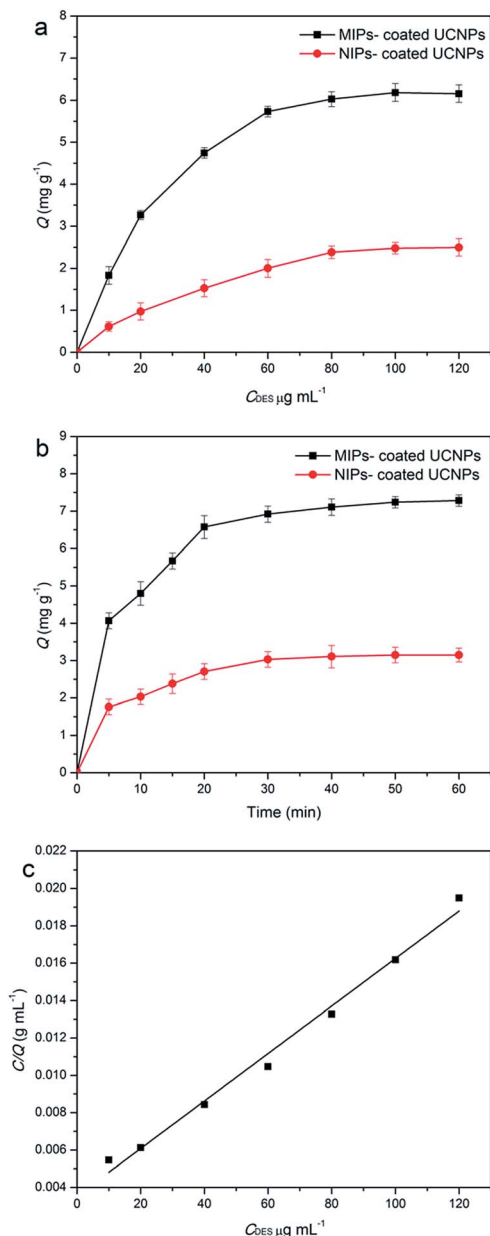 a
MIPs- coated UCNPs
NIPs- coated UCNPs
8
7
6
5
4
3
2
1
0
Q (mg g⁻¹)
0 20 40 60 80 100 120
CDES μg mL⁻¹
b
MIPs- coated UCNPs
NIPs- coated UCNPs
9
8
7
6
5
4
3
2
1
0
Q (mg g⁻¹)
0 10 20 30 40 50 60
Time (min)
c
0.022
0.020
0.018
0.016
0.014
0.012
0.010
0.008
0.006
0.004
C/Q (g mL⁻¹)
0 20 40 60 80 100 120
CDES μg mL⁻¹